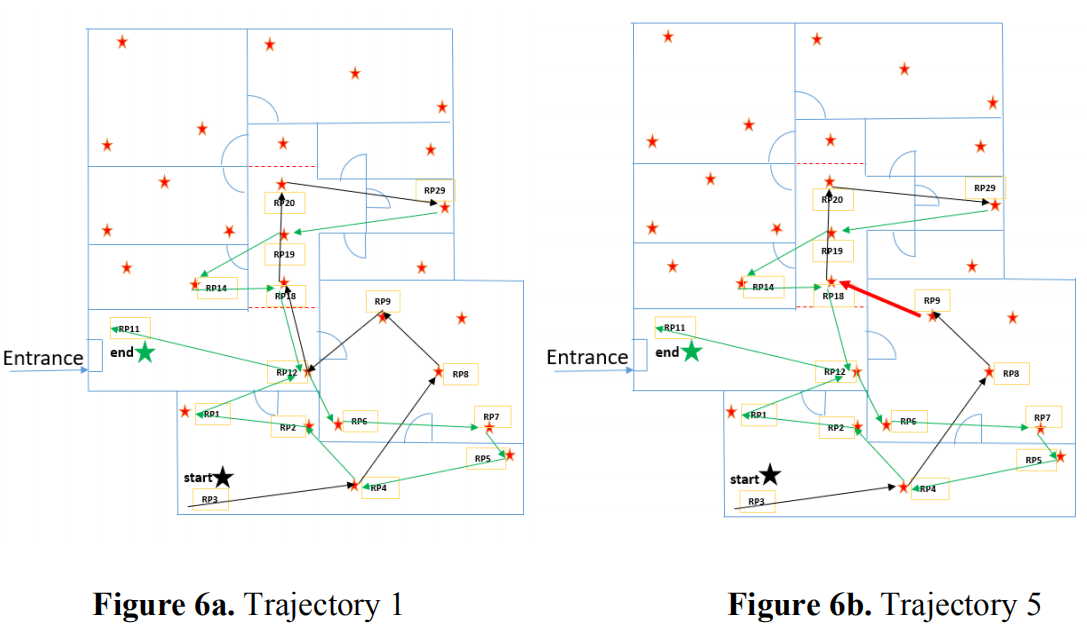 RP29
RP20
RP19
RP14
RP18
RP9
RP11
end
Entrance
RP12
RP8
RP1
RP2
RP6
RP7
RP5
start
RP4
RP3
RP29
RP20
RP19
RP14
RP18
RP9
RP11
end
Entrance
RP12
RP8
RP1
RP2
RP6
RP7
RP5
start
RP4
RP3
Figure 6a. Trajectory 1
Figure 6b. Trajectory 5